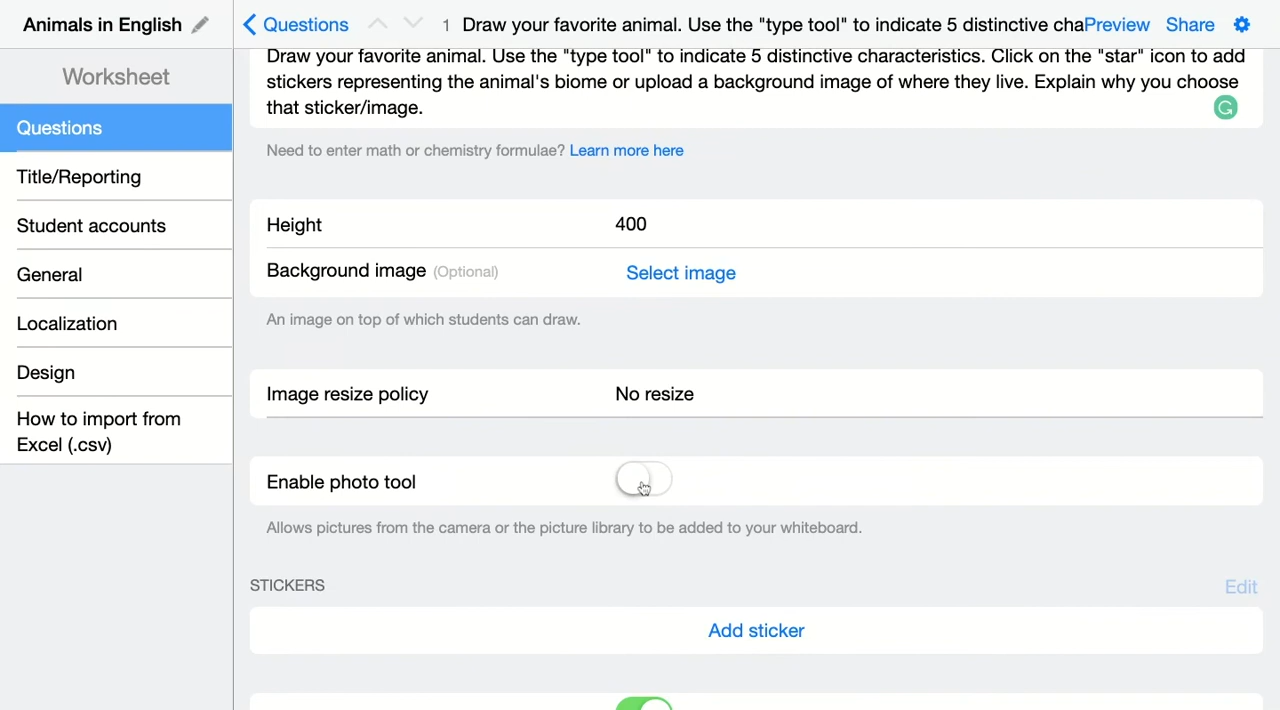 Animals in English
Questions
1 Draw your favorite animal. Use the "type tool" to indicate 5 distinctive cha
Preview
Share
Worksheet
Questions
Title/Reporting
Student accounts
General
Localization
Design
How to import from
Excel (.csv)
Draw your favorite animal. Use the "type tool" to indicate 5 distinctive characteristics. Click on the "star" icon to add
stickers representing the animal's biome or upload a background image of where they live. Explain why you choose
that sticker/image.
Need to enter math or chemistry formulae? Learn more here
Height 400
Background image (Optional) Select image
An image on top of which students can draw.
Image resize policy No resize
Enable photo tool
Allows pictures from the camera or the picture library to be added to your whiteboard.
STICKERS Edit
Add sticker